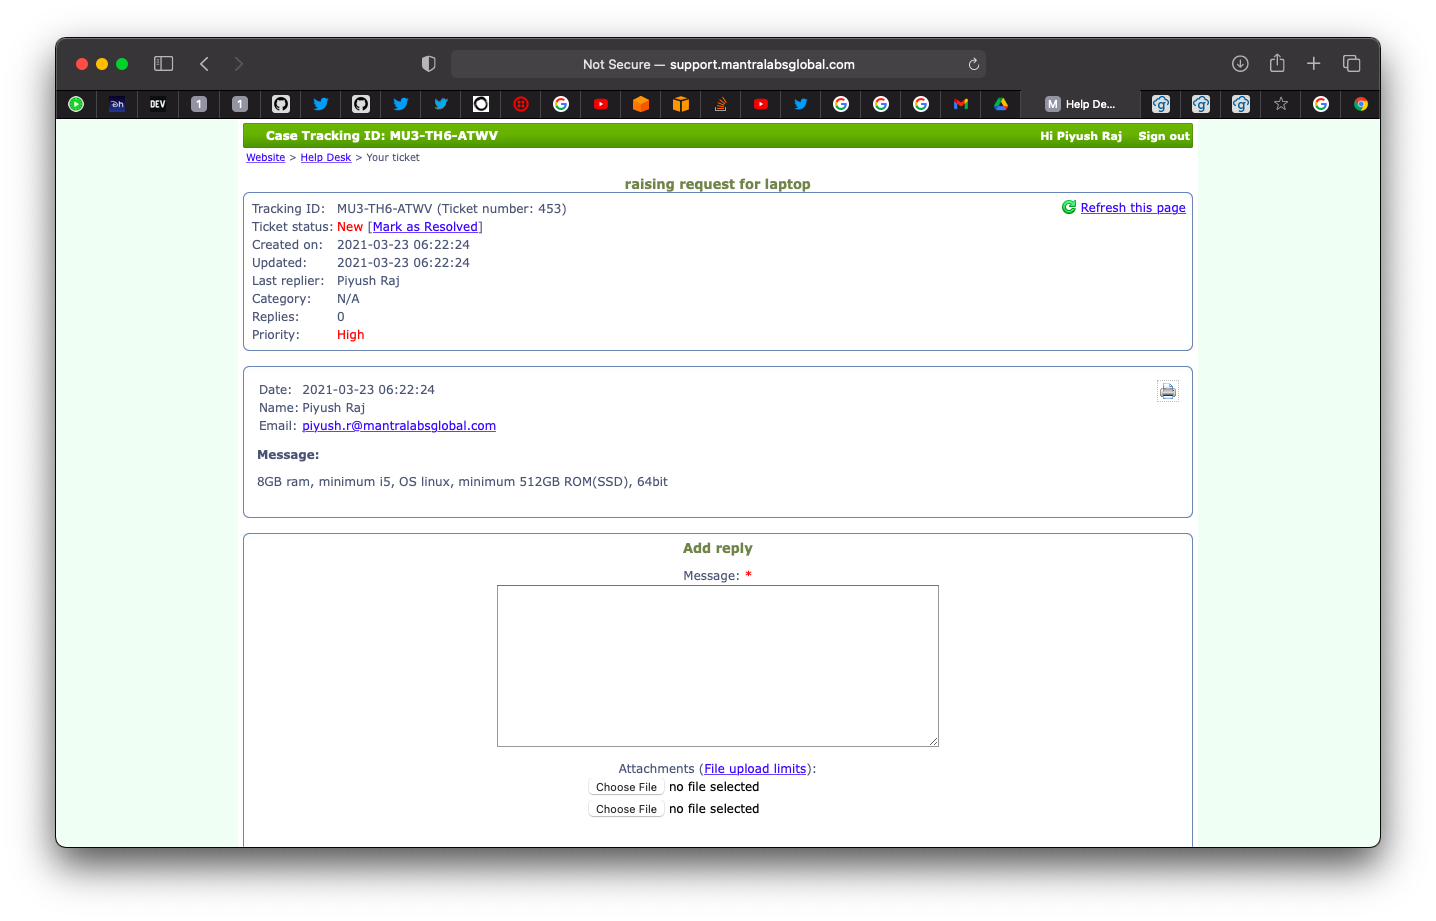 Not Secure — support.mantralabsglobal.com
DEV
1
1
M Help De...
Case Tracking ID: MU3-TH6-ATWV
Hi Piyush Raj Sign out
Website > Help Desk > Your ticket
raising request for laptop
Tracking ID: MU3-TH6-ATWV (Ticket number: 453)
Refresh this page
Ticket status: New [Mark as Resolved]
Created on: 2021-03-23 06:22:24
Updated: 2021-03-23 06:22:24
Last replier: Piyush Raj
Category: N/A
Replies: 0
Priority: High
Date: 2021-03-23 06:22:24
Name: Piyush Raj
Email: piyush.r@mantralabsglobal.com
Message:
8GB ram, minimum i5, OS linux, minimum 512GB ROM(SSD), 64bit
Add reply
Message: *
Attachments (File upload limits):
Choose File no file selected
Choose File no file selected